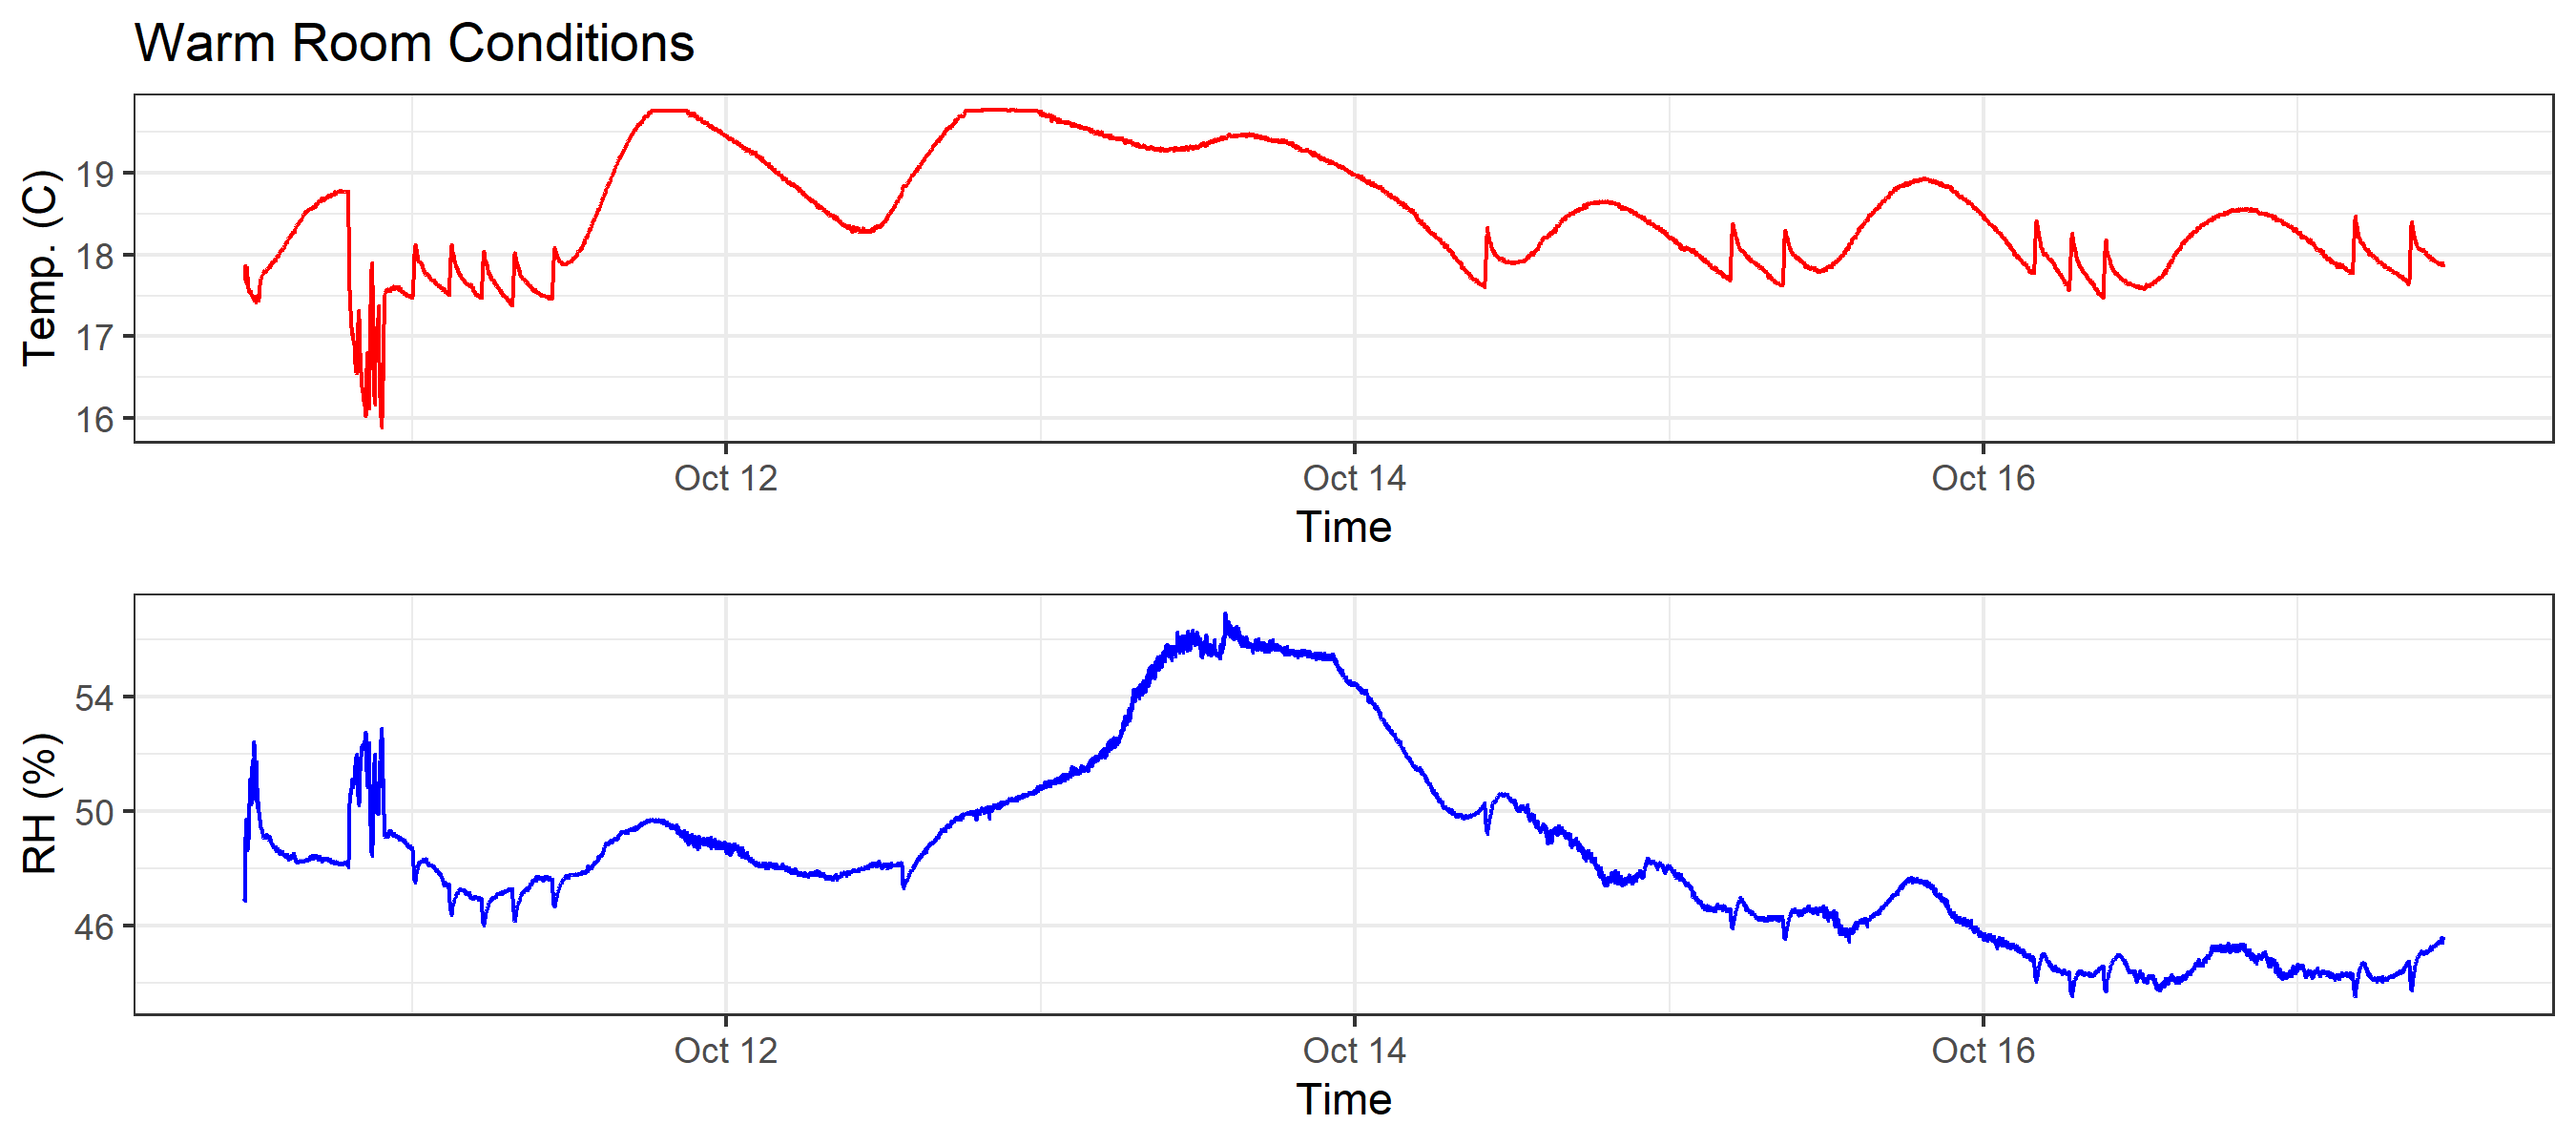 Warm Room Conditions
Temp. (C)
19
18
17
16
Oct 12 Oct 14 Oct 16
Time
RH (%)
54
50
46
Oct 12 Oct 14 Oct 16
Time